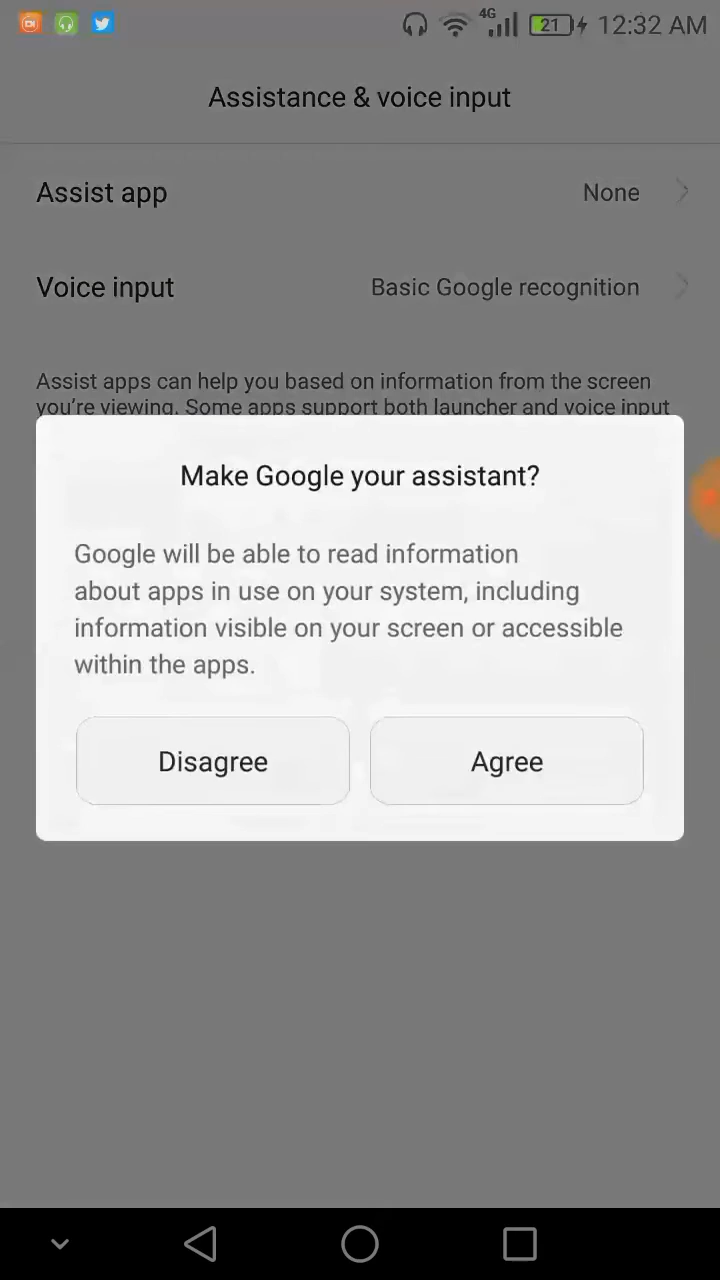 4G 21 12:32 AM
Assistance & voice input
Assist app None
Voice input Basic Google recognition
Assist apps can help you based on information from the screen
you're viewing. Some apps support both launcher and voice input
Make Google your assistant?
Google will be able to read information
about apps in use on your system, including
information visible on your screen or accessible
within the apps.
Disagree Agree